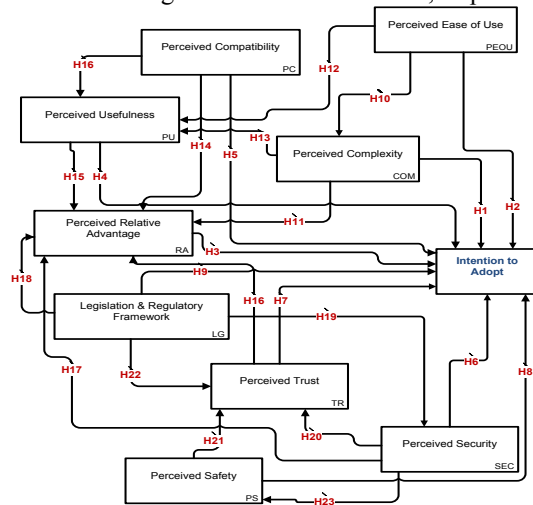 Perceived Ease of Use
PEOU
Perceived Compatibility
PC
H16
H12
H10
Perceived Usefulness
PU
H14
H5
H13
Perceived Complexity
COM
H15
H4
H1
H2
H11
Perceived Relative
Advantage
RA
H3
Intention to
Adopt
H18
H9
H16
H7
Legislation & Regulatory
Framework
LG
H19
H17
H22
H6
H8
Perceived Trust
TR
H21
H20
Perceived Security
SEC
Perceived Safety
PS
H23